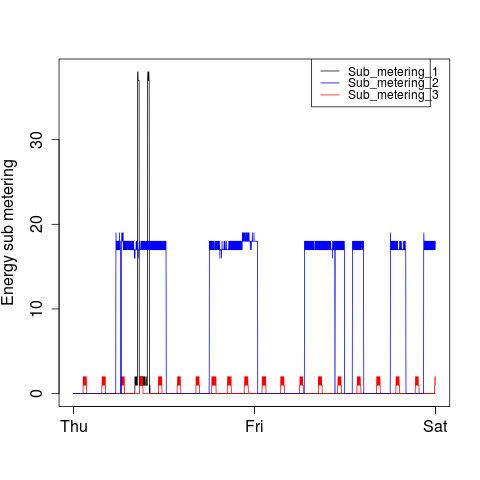 Sub_metering_1
Sub_metering_2
Sub_metering_3
Energy sub metering
30
20
10
0
Thu Fri Sat